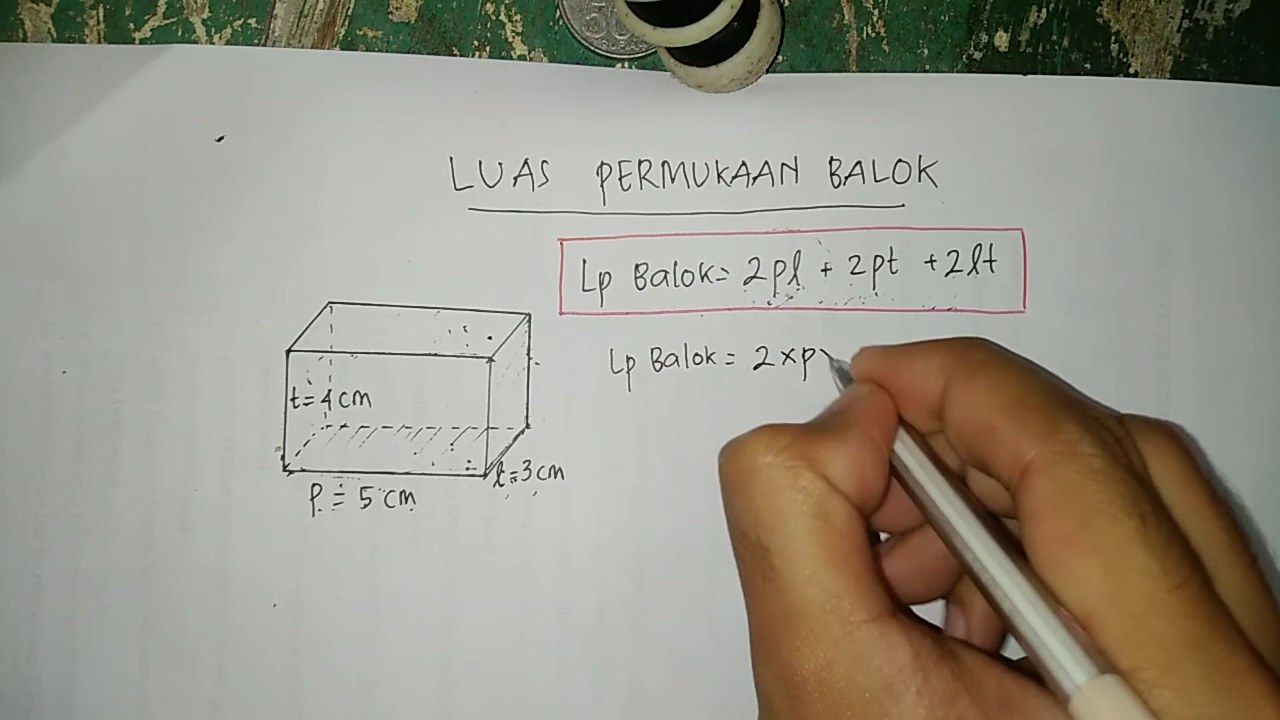 LUAS PERMUKAAN BALOK
Lp Balok = 2pl + 2pt + 2lt
Lp Balok = 2 × p ×
t = 4 cm
l = 3 cm
p = 5 cm